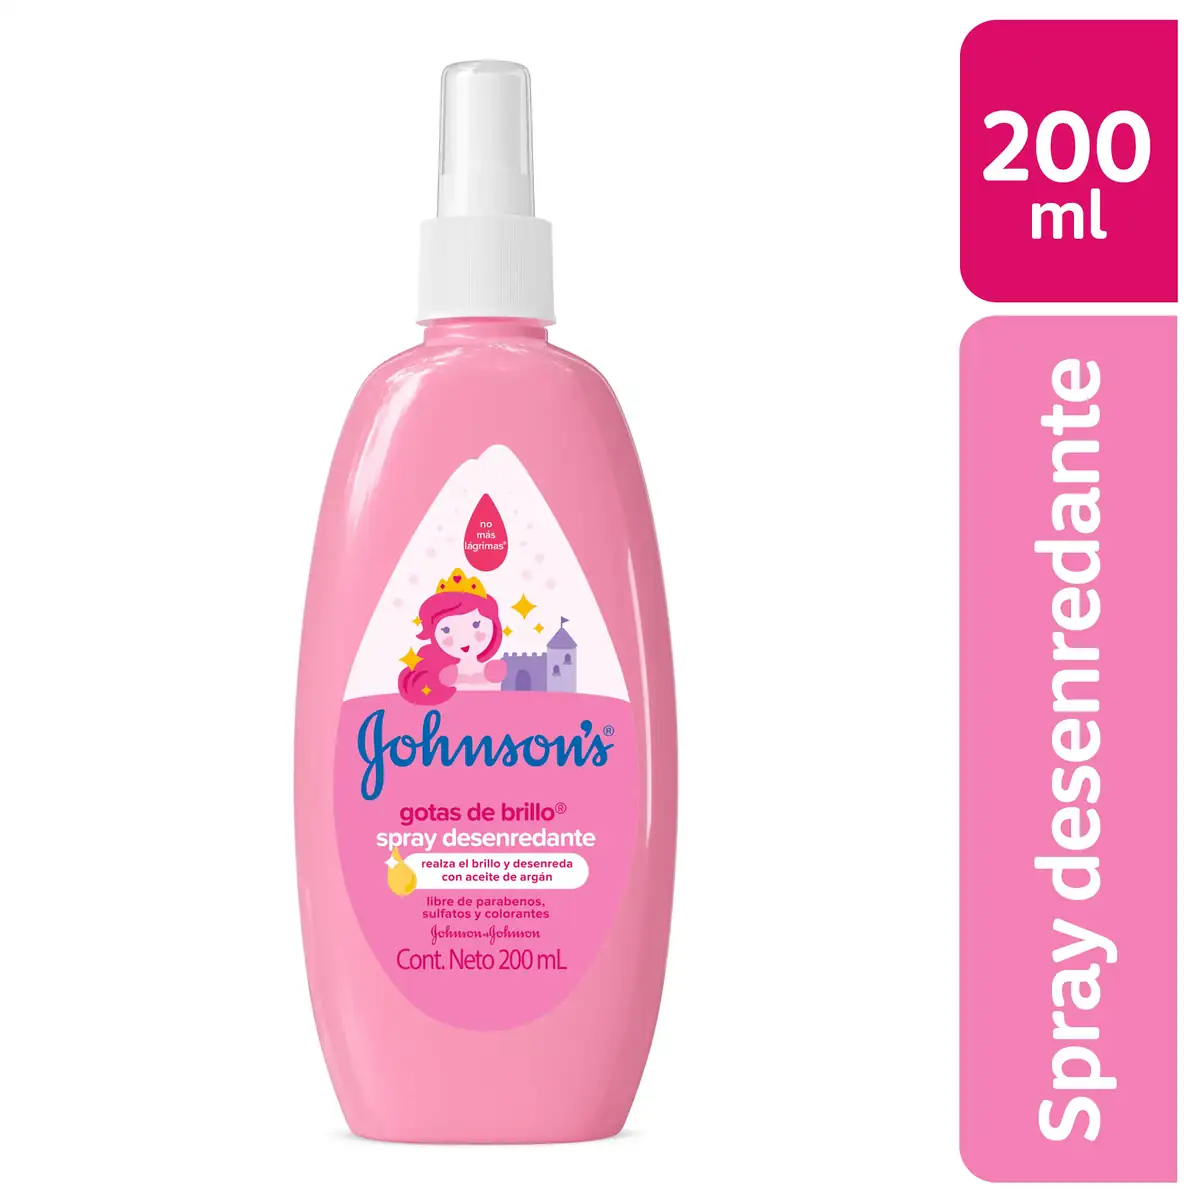 200
ml
Spray desenredante
no
más
lágrimas®
Johnson's®
gotas de brillo®
spray desenredante
realza el brillo y desenreda
con aceite de argán
libre de parabenos,
sulfatos y colorantes
Johnson & Johnson
Cont. Neto 200 mL